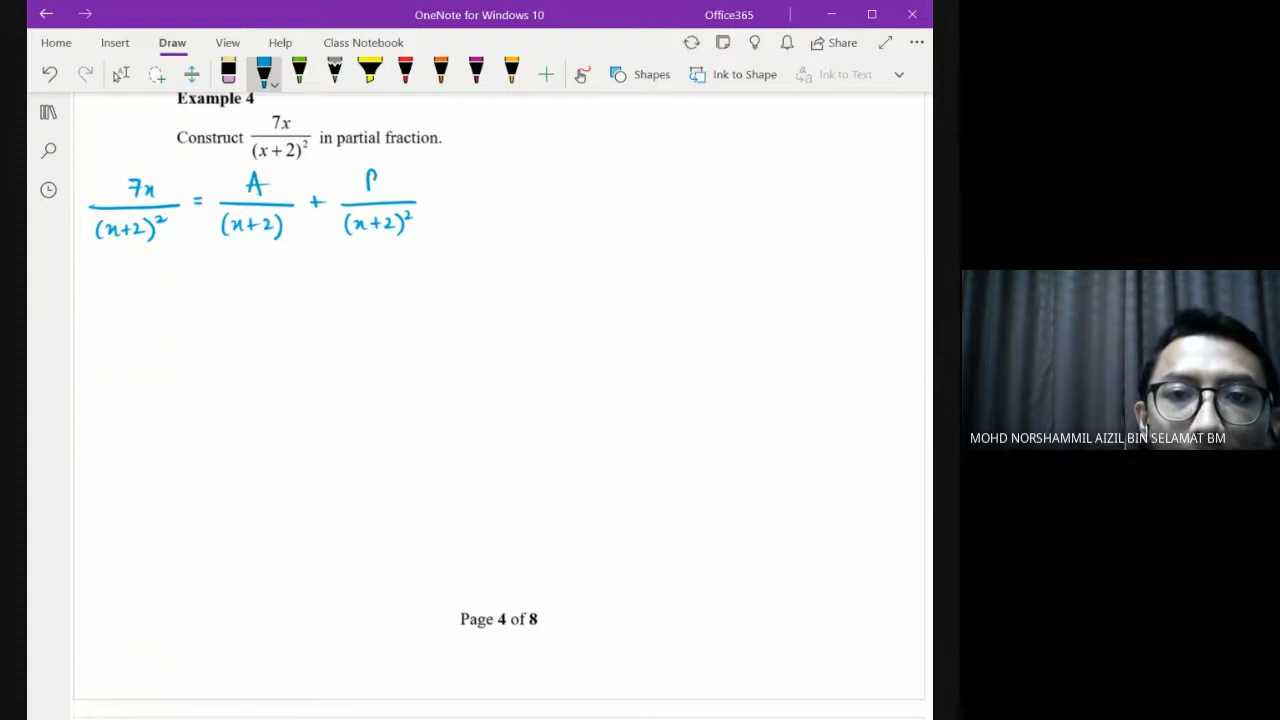 OneNote for Windows 10
Office365
Home Insert Draw View Help Class Notebook
Share
Shapes
Ink to Shape
Ink to Text
Example 4
Construct 7x/(x+2)² in partial fraction.
7x/(x+2)² = A/(x+2) + P/(x+2)²
MOHD NORSHAMMIL AIZIL BIN SELAMAT BM
Page 4 of 8